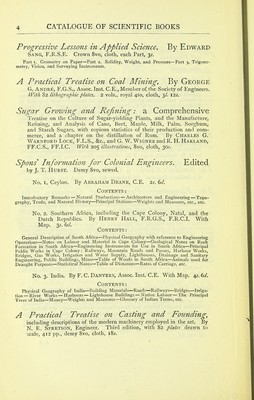 4 CATALOGUE OF SCIENTIFIC BOOKS
Progressive Lessons in Applied Science. By EDWARD
SANG, F.R.S.E. Crown 8vo, cloth, each Part, 3s.
Part 1. Geometry on Paper—Part 2. Solidity, Weight, and Pressure—Part 3. Trigono-
metry, Vision, and Surveying Instruments.
A Practical Treatise on Coal Mining. By GEORGE
G. ANDRÉ, F.G.S., Assoc. Inst. C.E., Member of the Society of Engineers.
With 82 lithographic plates. 2 vols., royal 4to, cloth, 3l. 12s.
Sugar Growing and Refining: a Comprehensive
Treatise on the Culture of Sugar-yielding Plants, and the Manufacture,
Refining, and Analysis of Cane, Beet, Maple, Milk, Palm, Sorghum,
and Starch Sugars, with copious statistics of their production and com-
merce, and a chapter on the distillation of Rum. By CHARLES G.
WARNFORD LOCK, F.L.S., &c., and G. W. WIGNER and R. H. HARLAND,
FF.C.S., FF.I.C. With 205 illustrations, 8vo, cloth, 30s.
Spons' Information for Colonial Engineers. Edited
by J. T. HURST. Demy 8vo, sewed.
No. 1, Ceylon. By ABRAHAM DEANE, C.E. 2s. 6d.
CONTENTS:
Introductory Remarks—Natural Productions—Architecture and Engineering—Topo-
graphy, Trade, and Natural History—Principal Stations—Weights and Measures, etc., etc.
No. 2. Southern Africa, including the Cape Colony, Natal, and the
Dutch Republics. By HENRY HALL, F.R.G.S., F.R.C.I. With
Map. 3s. 6d.
CONTENTS:
General Description of South Africa—Physical Geography with reference to Engineering
Operations—Notes on Labour and Material in Cape Colony—Geological Notes on Rock
Formation in South Africa—Engineering Instruments for Use in South Africa—Principal
Public Works in Cape Colony: Railways, Mountain Roads and Passes, Harbour Works,
Bridges, Gas Works, Irrigation and Water Supply, Lighthouses, Drainage and Sanitary
Engineering, Public Buildings, Mines—Table of Woods in South Africa—Animals used for
Draught Purposes—Statistical Notes—Table of Distances—Rates of Carriage, etc.
No. 3. India. By F. C. DANVERS, Assoc. Inst. C.E. With Map. 4s. 6d.
CONTENTS:
Physical Geography of India—Building Materials—Roads—Railways—Bridges—Irriga-
tion—River Works—Harbours—Lighthouse Buildings—Native Labour—The Principal
Trees of India—Money—Weights and Measures—Glossary of Indian Terms, etc.
A Practical Treatise on Casting and Founding,
including descriptions of the modern machinery employed in the art. By
N. E. SPRETSON, Engineer. Third edition, with 82 plates drawn to
scale, 412 pp., demy 8vo, cloth, 18s.